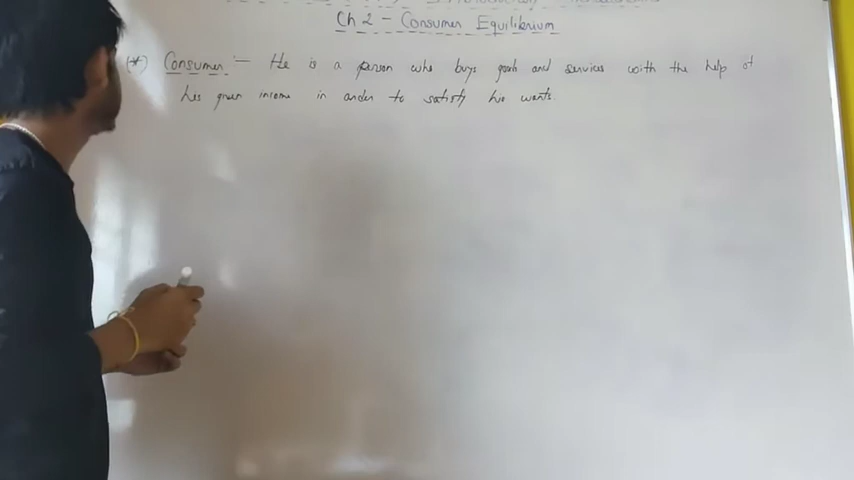 Ch 2 - Consumer Equilibrium
(*) Consumer :- He is a person who buys goods and services with the help of
his given income in order to satisfy his wants.